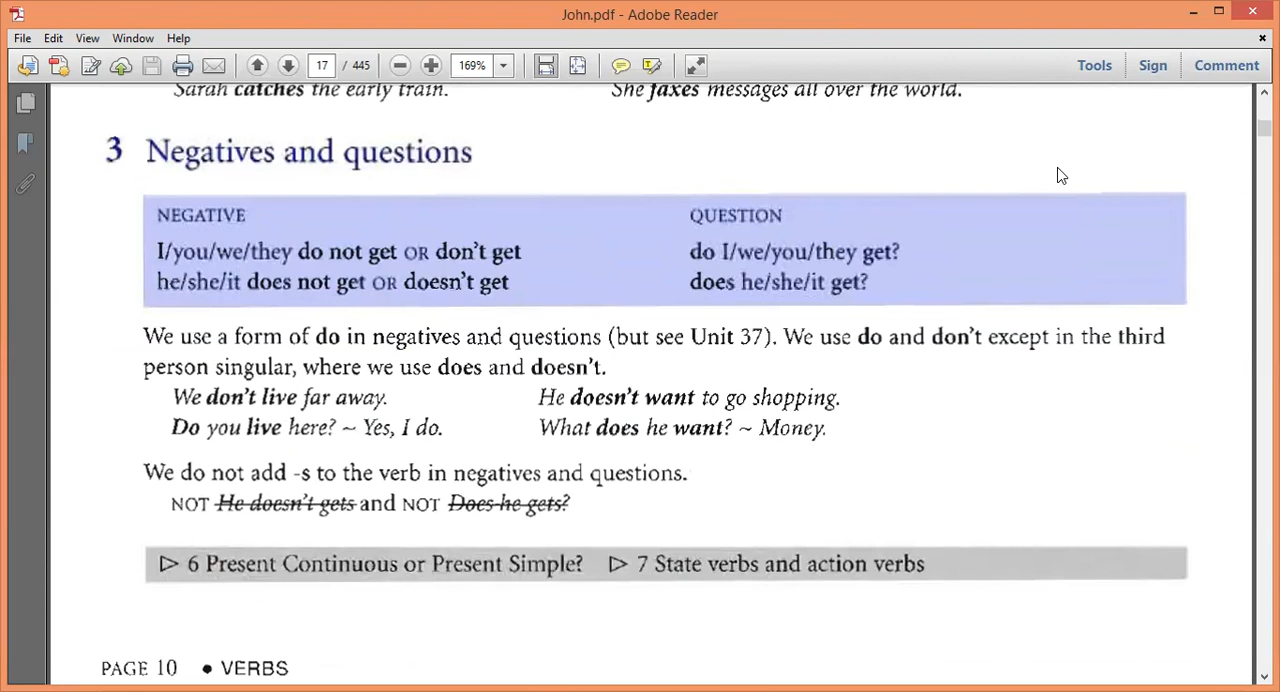 John.pdf - Adobe Reader
File Edit View Window Help
17 / 445 169% Tools Sign Comment
Sarah catches the early train. She faxes messages all over the world.
3 Negatives and questions
NEGATIVE QUESTION
I/you/we/they do not get OR don't get do I/we/you/they get?
he/she/it does not get OR doesn't get does he/she/it get?
We use a form of do in negatives and questions (but see Unit 37). We use do and don't except in the third
person singular, where we use does and doesn't.
We don't live far away. He doesn't want to go shopping.
Do you live here? ~ Yes, I do. What does he want? ~ Money.
We do not add -s to the verb in negatives and questions.
NOT He doesn't gets and NOT Does he gets?
▷ 6 Present Continuous or Present Simple? ▷ 7 State verbs and action verbs
PAGE 10 ● VERBS